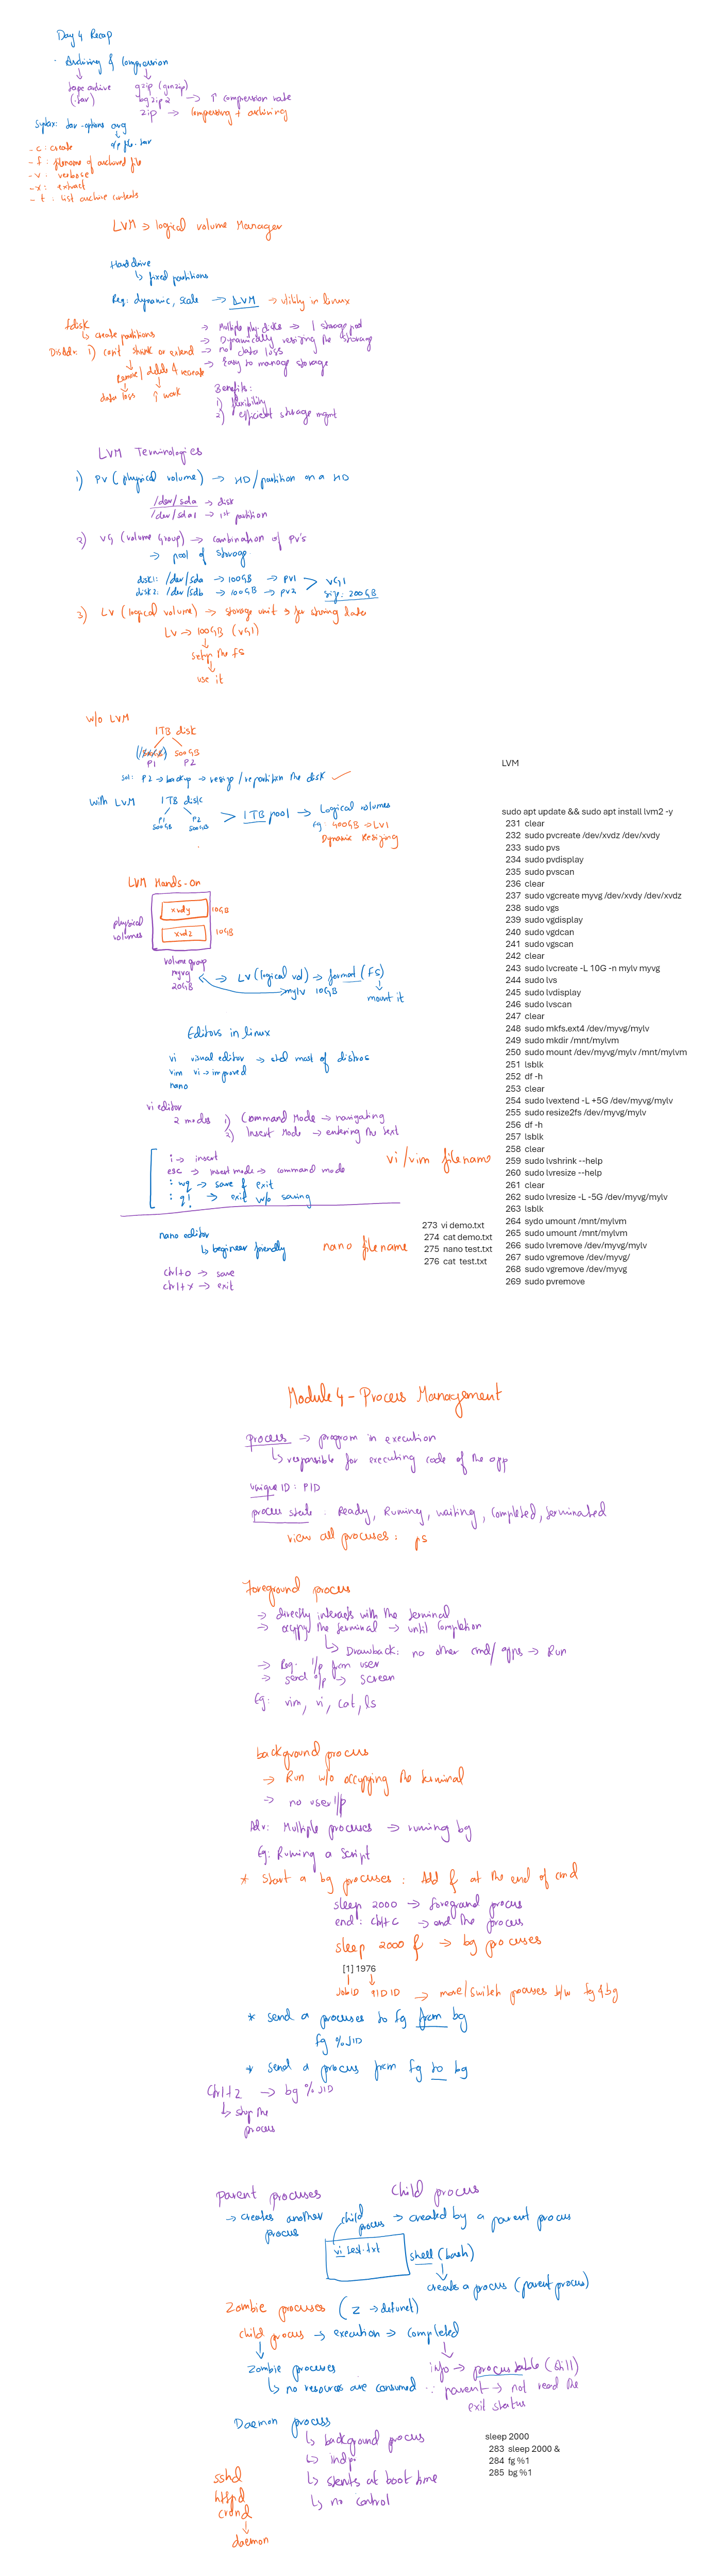 Day 4 Recap
Archiving & Compression
tape archive
(.tar)
gzip (gunzip)
bgzip2 → ↑ compression rate
zip → Compressing + archiving
Syntax: tar -options arg
o/p file.tar
-c : create
-f : filename of archived file
-v : verbose
-x : extract
-t : list archive contents
LVM → logical volume Manager
Hard drive
↳ fixed partitions
Req: dynamic, scale → LVM → utility in linux
fdisk
↳ create partitions
Disadv: 1) can't shrink or extend
Remove/delete & recreate
data loss ↑ work
→ Multiple phy. disks → 1 storage pool
→ Dynamically resizing the storage
→ no data loss
→ Easy to manage storage
Benefits:
1) flexibility
2) efficient storage mgmt
LVM Terminologies
1) PV (physical volume) → HD/partition on a HD
/dev/sda → disk
/dev/sda1 → 1st partition
2) VG (volume Group) → combination of PV's
→ pool of storage
disk1: /dev/sda → 100GB → PV1
disk2: /dev/sdb → 100GB → PV2
> VG1
size: 200GB
3) LV (logical volume) → storage unit for storing data
LV → 100GB (VG1)
↓
setup the FS
↓
use it
w/o LVM
1TB disk
500GB 500GB
P1 P2
Sol: P2 → backup → resize/repartition the disk ✓
with LVM 1TB disk
P1 P2
500GB 500GB
> 1TB pool → Logical volumes
Eg: 400GB → LV1
Dynamic Resizing
LVM Hands-on
physical volumes
xvdy 10GB
xvdz 10GB
volume group
myvg
20GB
→ LV (logical vol) → format (FS)
mylv 10GB
mount it
LVM
sudo apt update && sudo apt install lvm2 -y
231 clear
232 sudo pvcreate /dev/xvdz /dev/xvdy
233 sudo pvs
234 sudo pvdisplay
235 sudo pvscan
236 clear
237 sudo vgcreate myvg /dev/xvdy /dev/xvdz
238 sudo vgs
239 sudo vgdisplay
240 sudo vgdcan
241 sudo vgscan
242 clear
243 sudo lvcreate -L 10G -n mylv myvg
244 sudo lvs
245 sudo lvdisplay
246 sudo lvscan
247 clear
248 sudo mkfs.ext4 /dev/myvg/mylv
249 sudo mkdir /mnt/mylvm
250 sudo mount /dev/myvg/mylv /mnt/mylvm
251 lsblk
252 df -h
253 clear
254 sudo lvextend -L +5G /dev/myvg/mylv
255 sudo resize2fs /dev/myvg/mylv
256 df -h
257 lsblk
258 clear
259 sudo lvshrink --help
260 sudo lvresize --help
261 clear
262 sudo lvresize -L -5G /dev/myvg/mylv
263 lsblk
264 sydo umount /mnt/mylvm
265 sudo umount /mnt/mylvm
266 sudo lvremove /dev/myvg/mylv
267 sudo vgremove /dev/myvg/
268 sudo vgremove /dev/myvg
269 sudo pvremove
Editors in linux
vi visual editor → std most of distros
vim vi → improved
nano
vi editor
2 modes 1) Command Mode → navigating
2) Insert Mode → entering the text
i → insert
esc → insert mode → command mode
:wq → save & exit
:q! → exit w/o saving
vi/vim filename
nano editor
↳ beginner friendly
ctrl+o → save
ctrl+x → exit
nano filename
273 vi demo.txt
274 cat demo.txt
275 nano test.txt
276 cat test.txt
Module 4 - Process Management
process → program in execution
↳ responsible for executing code of the app
unique ID : PID
process state : Ready, Running, waiting, Completed, terminated
view all processes : ps
Foreground process
→ directly interacts with the terminal
→ occupy the terminal → until completion
↳ Drawback: no other cmd/apps → Run
→ Req. i/p from user
→ send o/p → screen
Eg: vim, vi, cat, ls
background process
→ Run w/o occupying the terminal
→ no user i/p
Adv: Multiple processes → running bg
Eg: Running a script
* Start a bg processes : Add & at the end of cmd
sleep 2000 → foreground process
end : ctrl+c → end the process
sleep 2000 & → bg processes
[1] 1976
JobID PID ID → move/switch processes b/w fg & bg
* send a processes to fg from bg
fg %JID
* send a process from fg to bg
Ctrl+z → bg %JID
↳ stop the
process
parent processes
→ creates another
process
Child process
child process → created by a parent process
vi test.txt
shell (bash)
creates a process (parent process)
Zombie processes (Z → defunct)
child process → execution → completed
Zombie processes
↳ no resources are consumed
info → process table (still)
∵ parent → not read the
exit status
Daemon process
↳ background process
↳ indp.
↳ starts at boot time
↳ no control
sshd
httpd
crond
↓
daemon
sleep 2000
283 sleep 2000 &
284 fg %1
285 bg %1